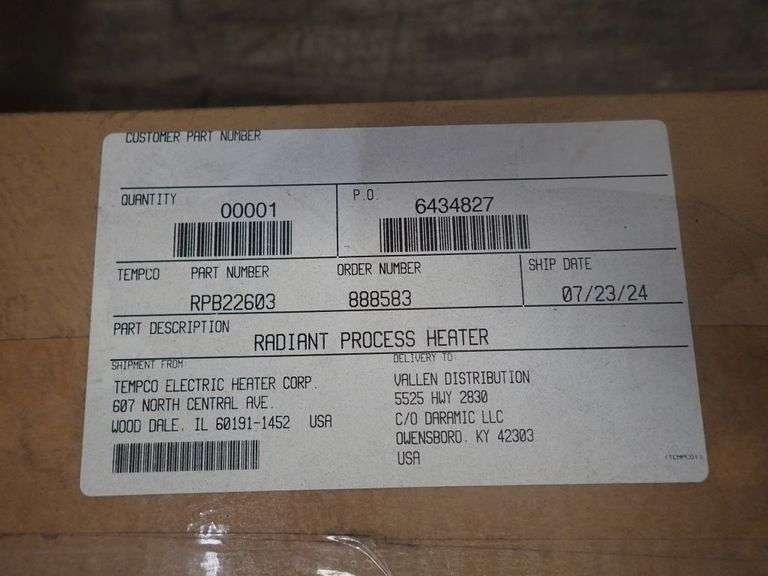 CUSTOMER PART NUMBER
QUANTITY 00001
P.O. 6434827
TEMPCO PART NUMBER ORDER NUMBER SHIP DATE
RPB22603 888583 07/23/24
PART DESCRIPTION
RADIANT PROCESS HEATER
SHIPMENT FROM
TEMPCO ELECTRIC HEATER CORP.
607 NORTH CENTRAL AVE.
WOOD DALE, IL 60191-1452 USA
DELIVERY TO
VALLEN DISTRIBUTION
5525 HWY 2830
C/O DARAMIC LLC
OWENSBORO, KY 42303
USA